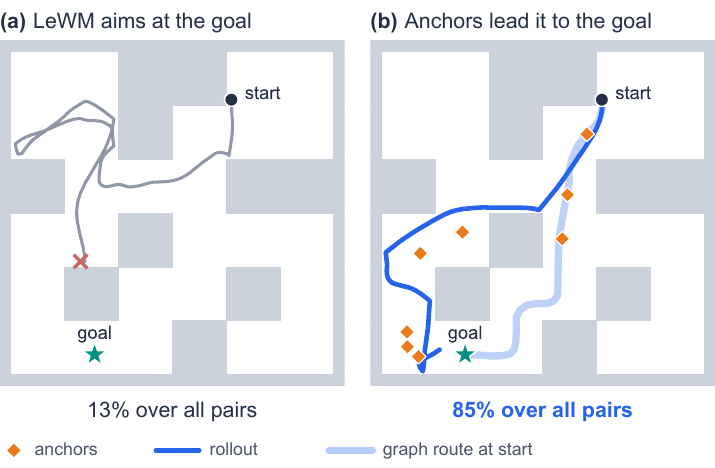 (a) LeWM aims at the goal
(b) Anchors lead it to the goal
start
start
goal
goal
13% over all pairs
85% over all pairs
anchors
rollout
graph route at start